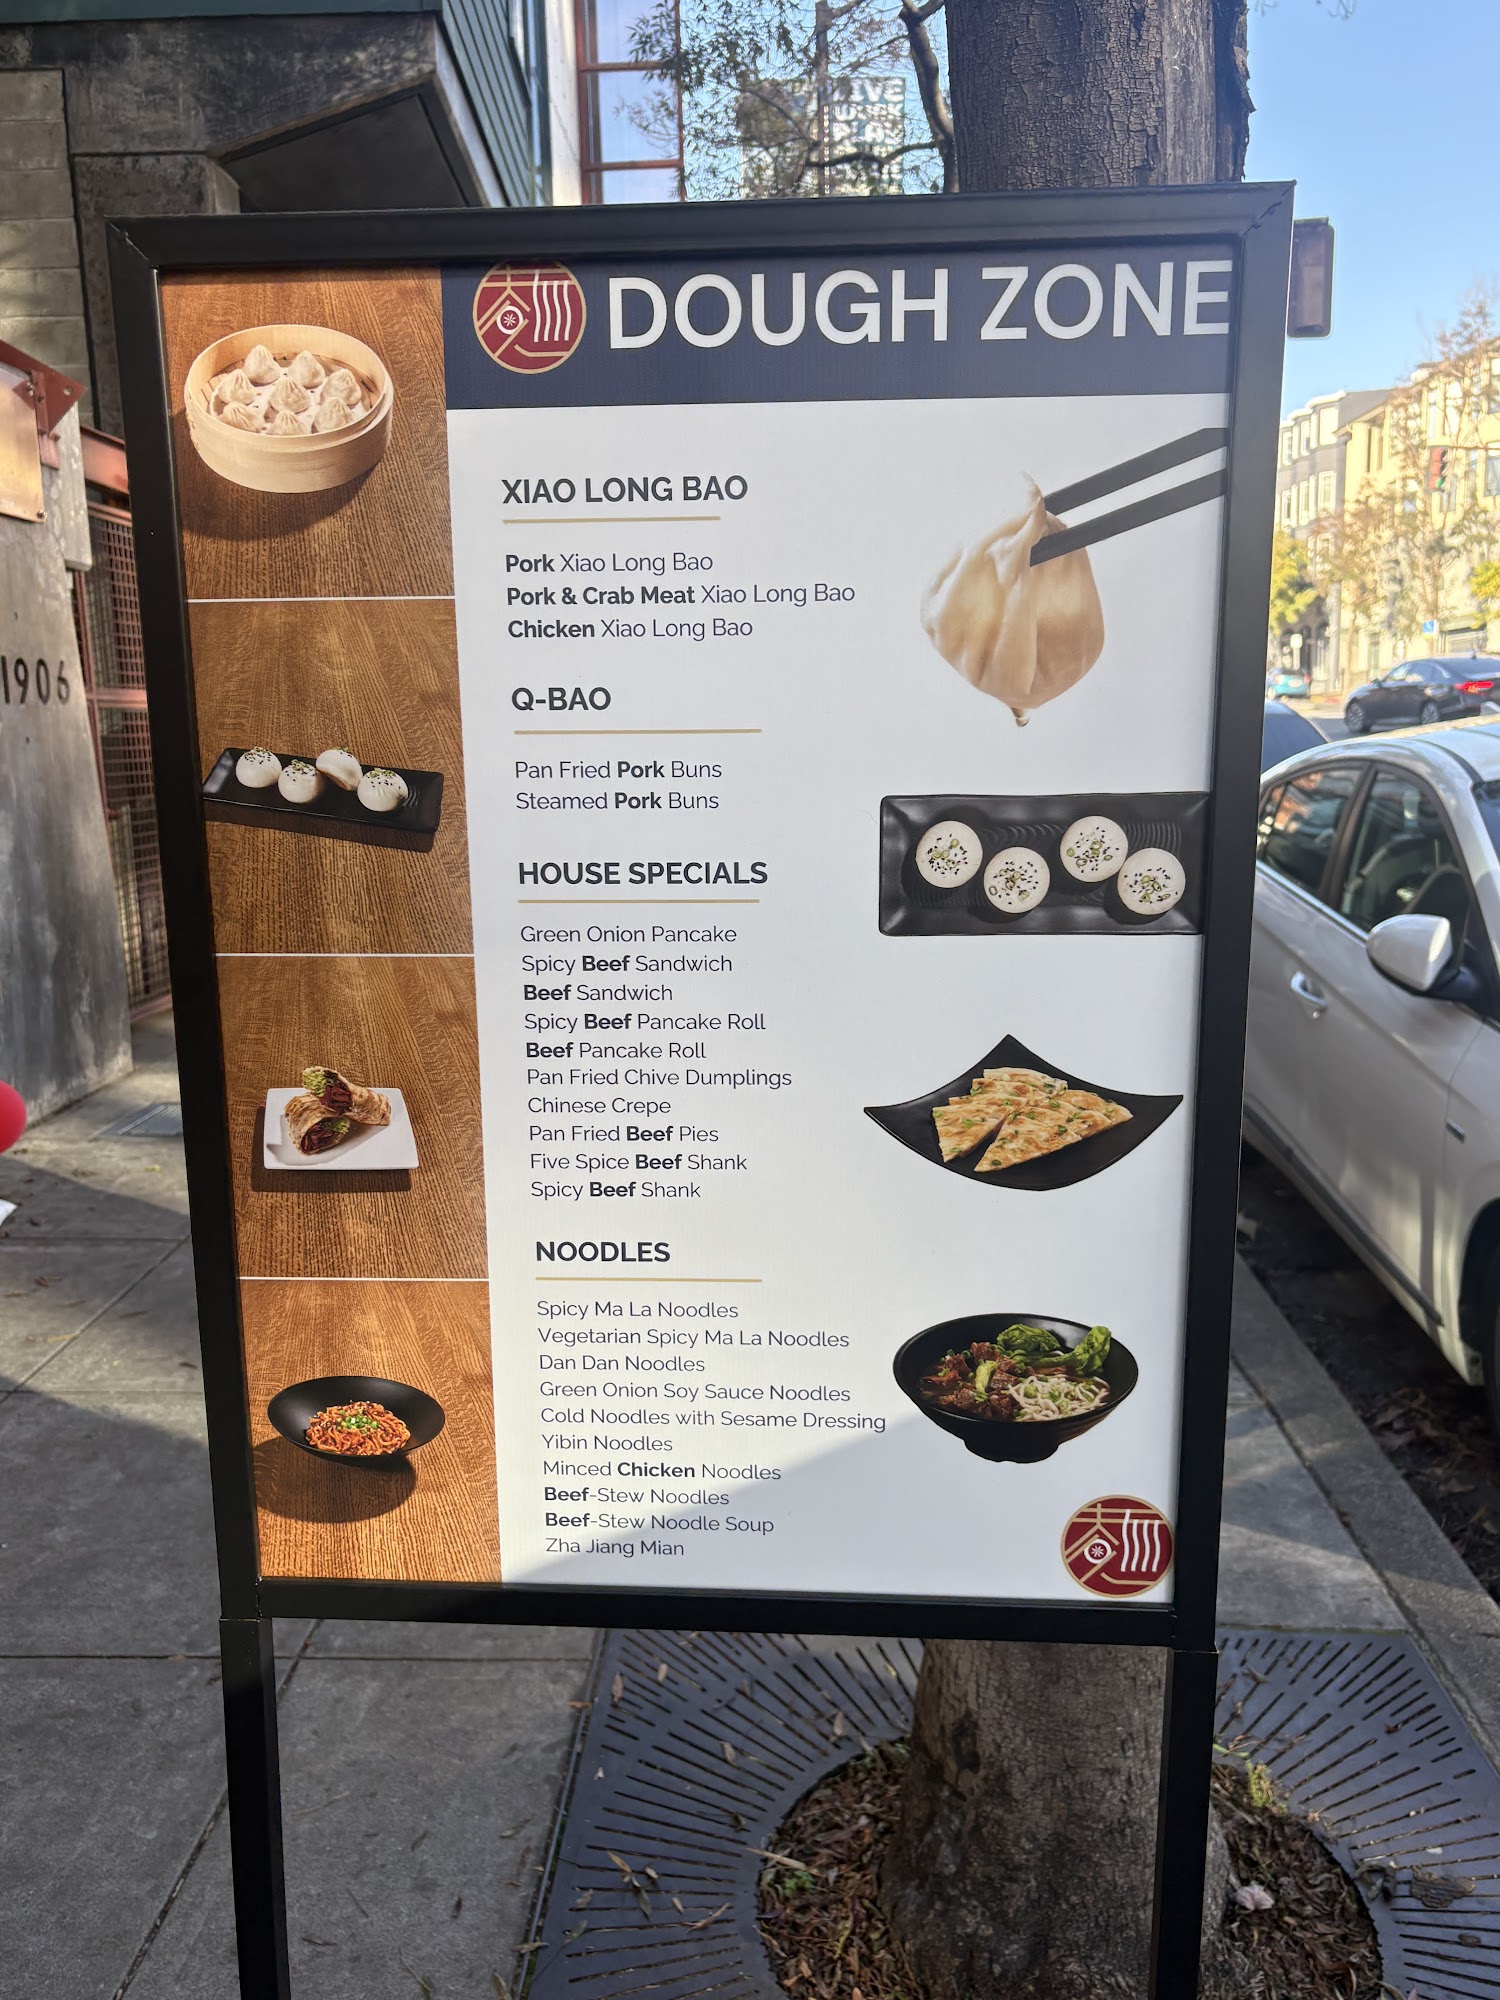 DOUGH ZONE
XIAO LONG BAO
Pork Xiao Long Bao
Pork & Crab Meat Xiao Long Bao
Chicken Xiao Long Bao
Q-BAO
Pan Fried Pork Buns
Steamed Pork Buns
HOUSE SPECIALS
Green Onion Pancake
Spicy Beef Sandwich
Beef Sandwich
Spicy Beef Pancake Roll
Beef Pancake Roll
Pan Fried Chive Dumplings
Chinese Crepe
Pan Fried Beef Pies
Five Spice Beef Shank
Spicy Beef Shank
NOODLES
Spicy Ma La Noodles
Vegetarian Spicy Ma La Noodles
Dan Dan Noodles
Green Onion Soy Sauce Noodles
Cold Noodles with Sesame Dressing
Yibin Noodles
Minced Chicken Noodles
Beef-Stew Noodles
Beef-Stew Noodle Soup
Zha Jiang Mian
1906